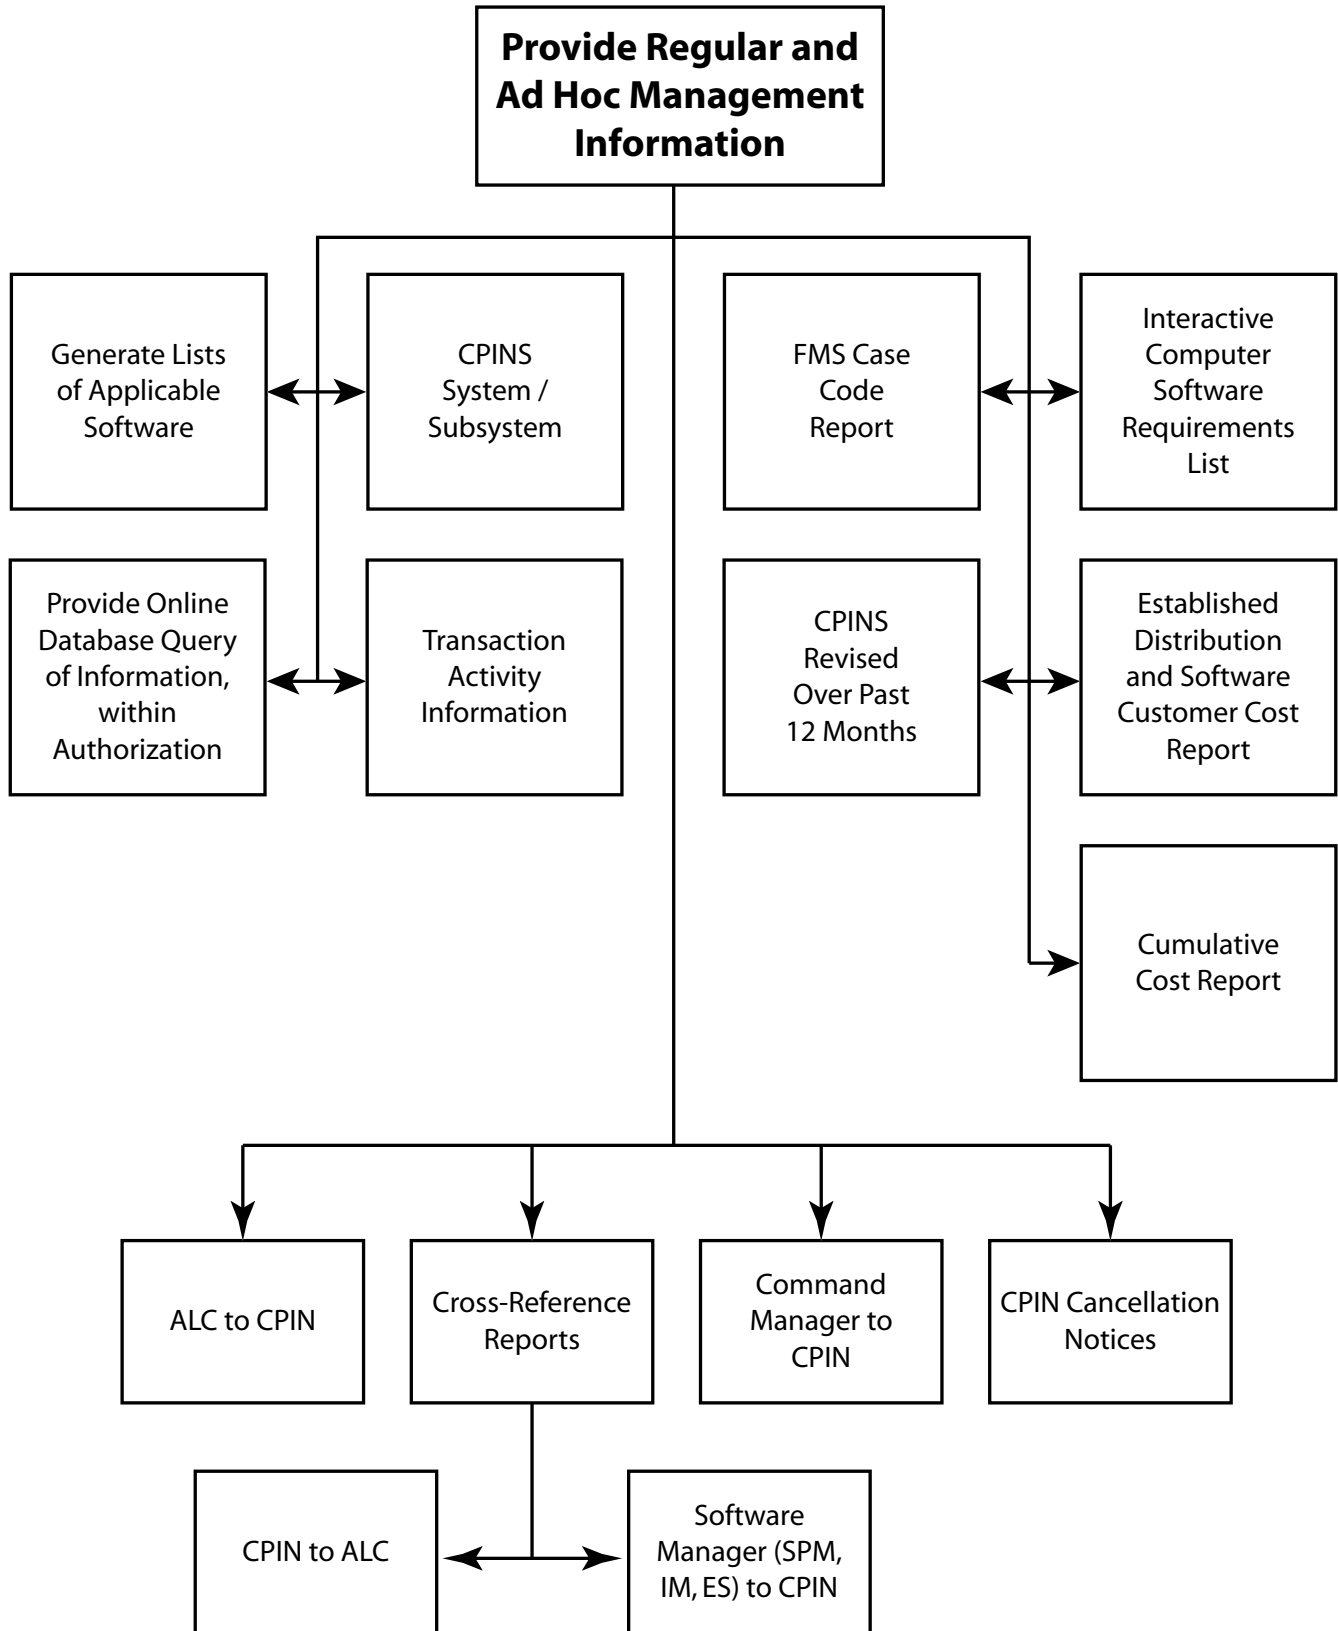 Provide Regular and
Ad Hoc Management
Information
Generate Lists
of Applicable
Software
CPINS
System /
Subsystem
FMS Case
Code
Report
Interactive
Computer
Software
Requirements
List
Provide Online
Database Query
of Information,
within
Authorization
Transaction
Activity
Information
CPINS
Revised
Over Past
12 Months
Established
Distribution
and Software
Customer Cost
Report
Cumulative
Cost Report
ALC to CPIN
Cross-Reference
Reports
Command
Manager to
CPIN
CPIN Cancellation
Notices
CPIN to ALC
Software
Manager (SPM,
IM, ES) to CPIN